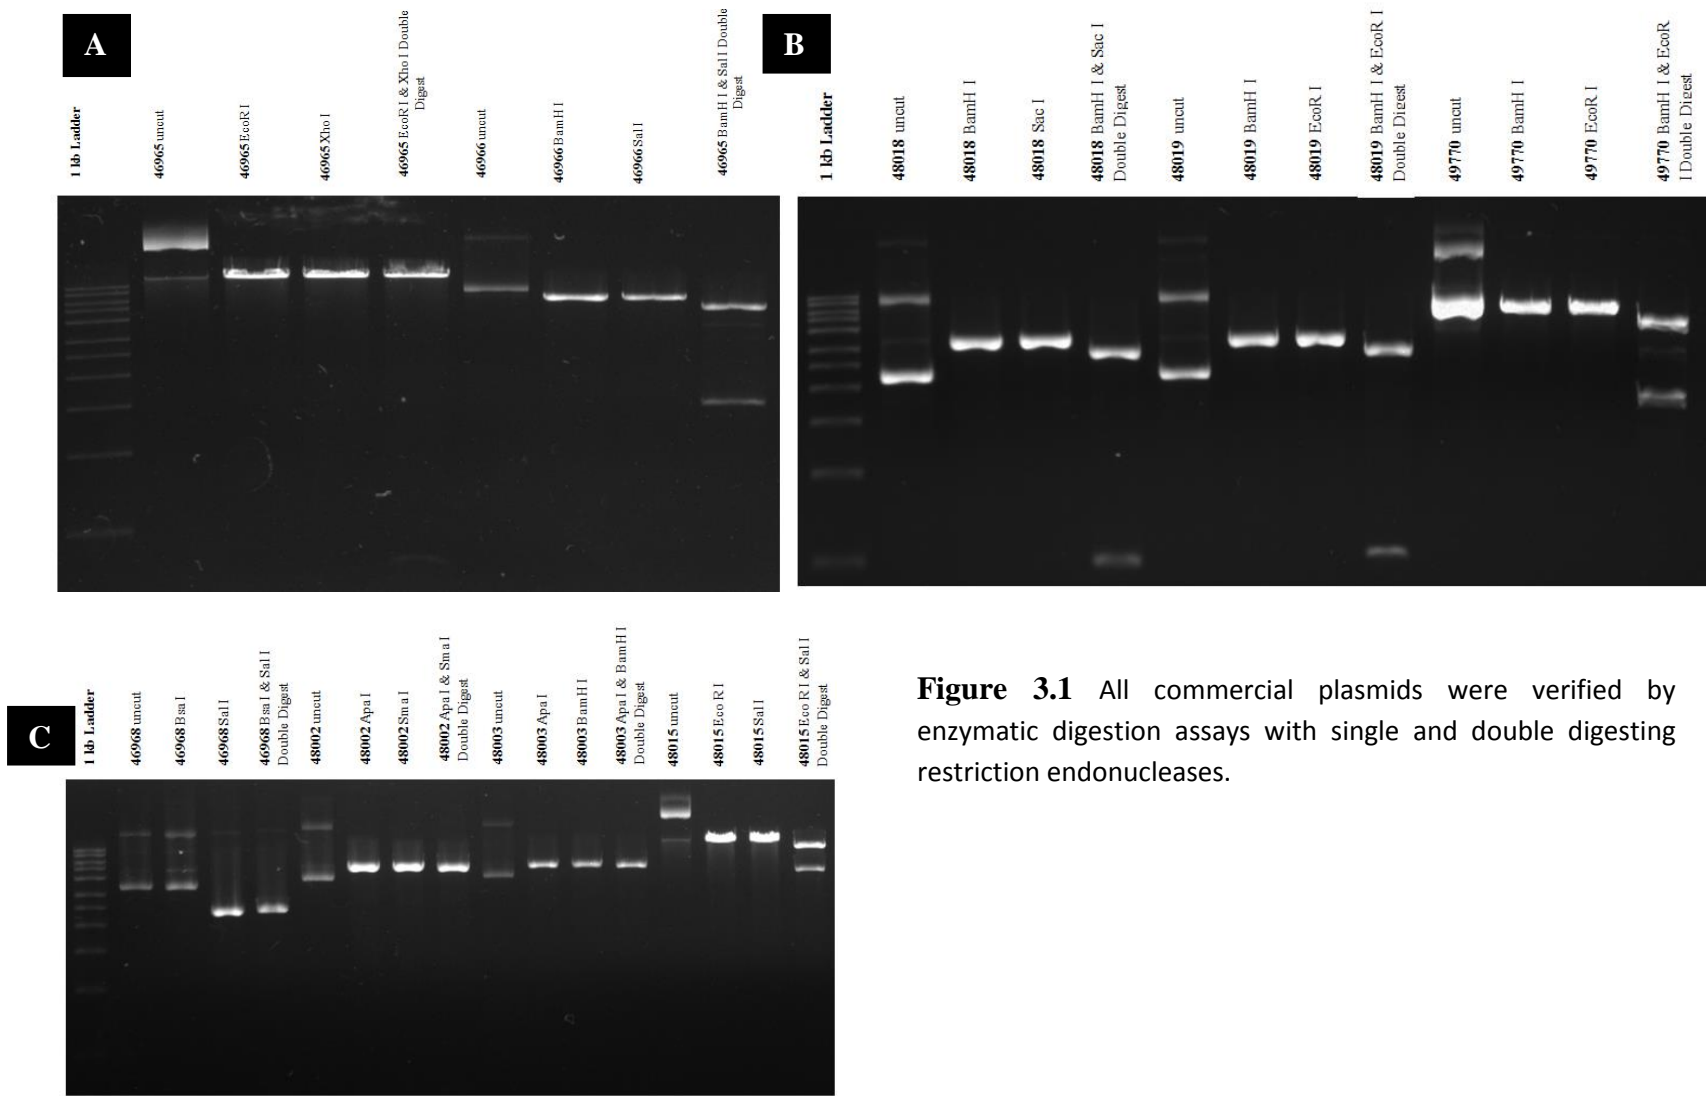 A
1 kb Ladder
46965 uncut
46965 EcoR I
46965 Xho I
46965 EcoR I & Xho I Double
Digest
46966 uncut
46966 BamH I
46966 Sal I
46965 BamH I & Sal I Double
Digest
B
1 kb Ladder
48018 uncut
48018 BamH I
48018 Sac I
48018 BamH I & Sac I
Double Digest
48019 uncut
48019 BamH I
48019 EcoR I
48019 BamH I & EcoR I
Double Digest
49770 uncut
49770 BamH I
49770 EcoR I
49770 BamH I & EcoR
I Double Digest
C
1 kb Ladder
46968 uncut
46968 Bsa I
46968 Sal I
46968 Bsa I & Sal I
Double Digest
48002 uncut
48002 Apa I
48002 Sma I
48002 Apa I & Sma I
Double Digest
48003 uncut
48003 Apa I
48003 BamH I
48003 Apa I & BamH I
Double Digest
48015 uncut
48015 Eco R I
48015 Sal I
48015 Eco R I & Sal I
Double Digest
Figure 3.1 All commercial plasmids were verified by
enzymatic digestion assays with single and double digesting
restriction endonucleases.